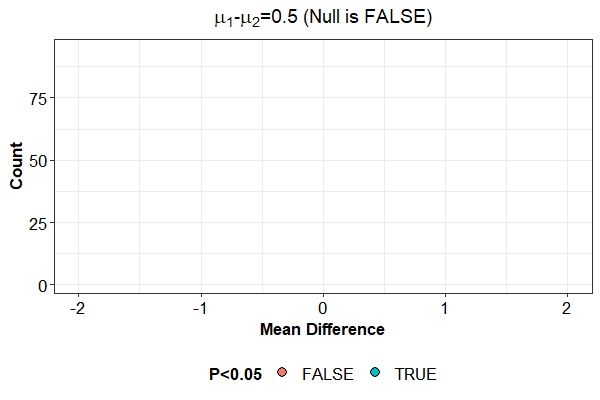 μ₁-μ₂=0.5 (Null is FALSE)
75
50
25
0
Count
-2 -1 0 1 2
Mean Difference
P<0.05 FALSE TRUE